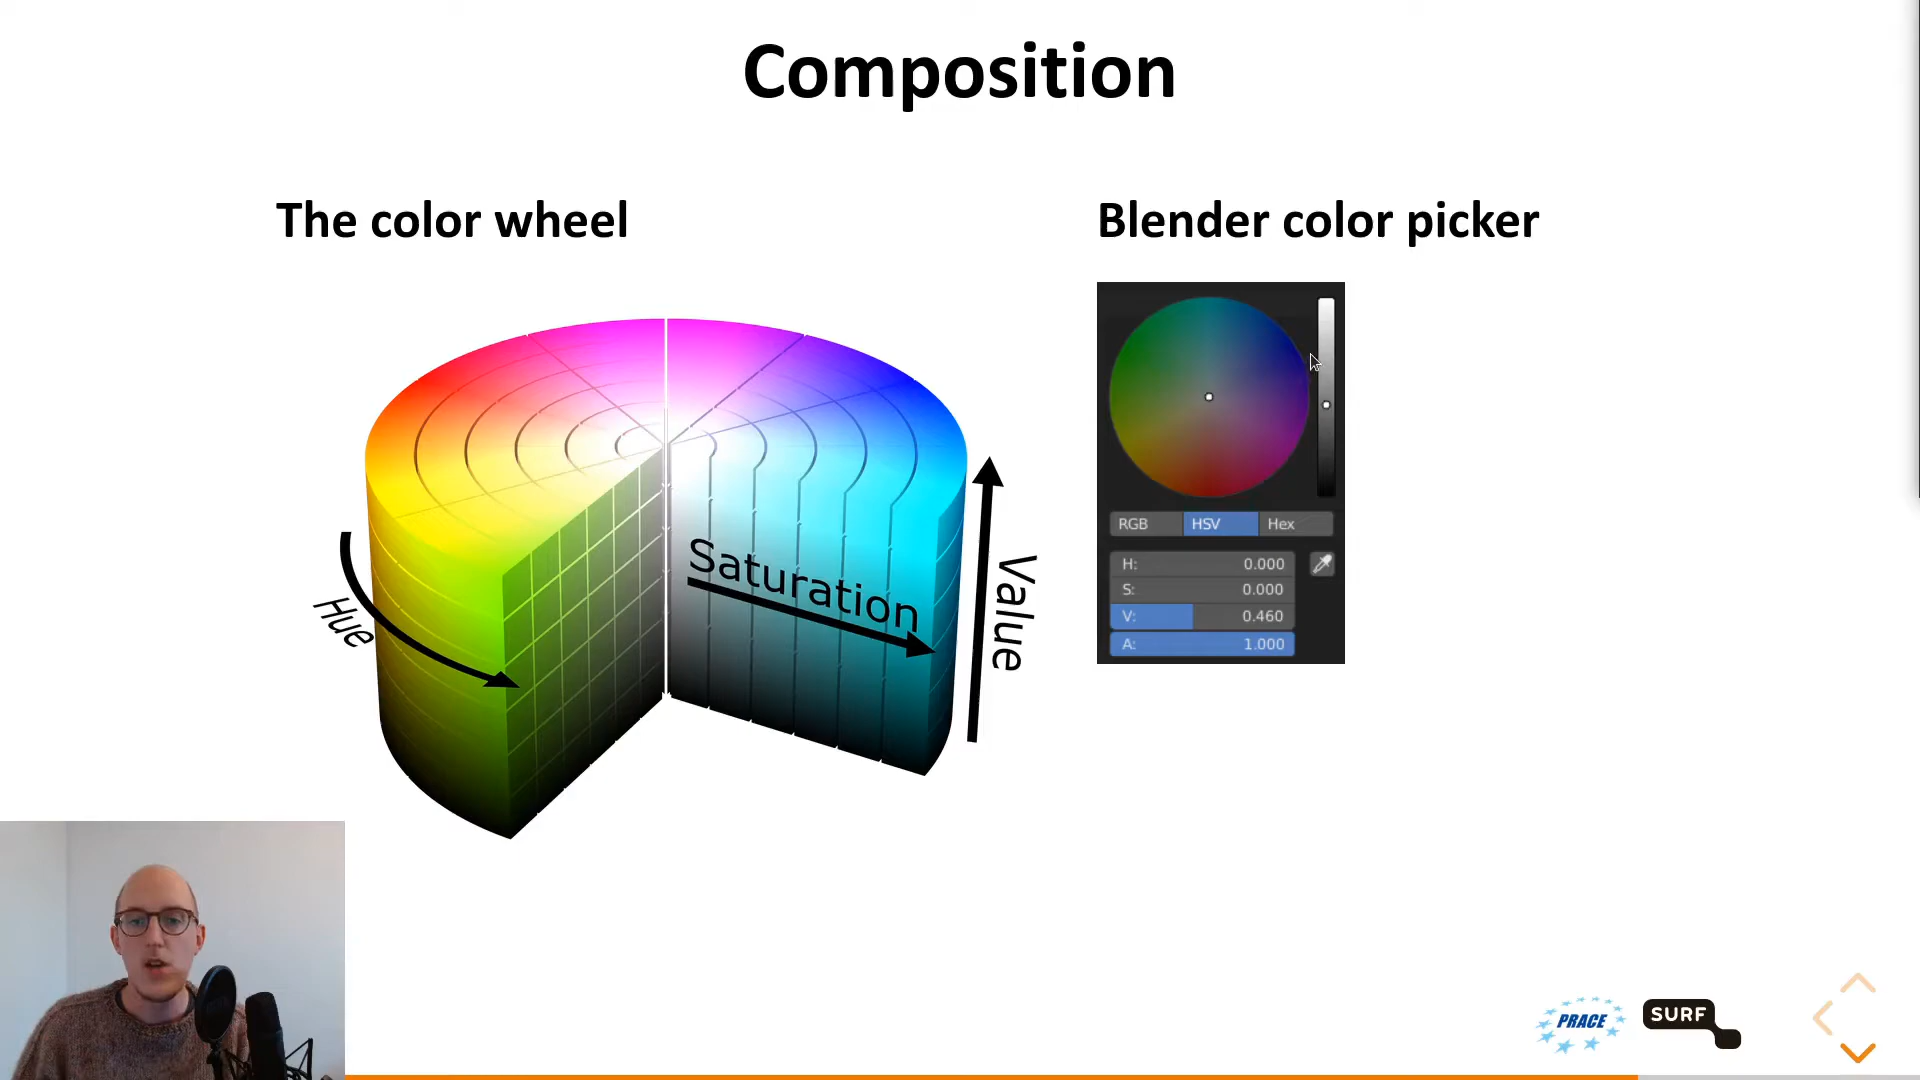 Composition
The color wheel
Blender color picker
Hue
Saturation
Value
RGB HSV Hex
H: 0.000
S: 0.000
V: 0.460
A: 1.000
PRACE
SURF